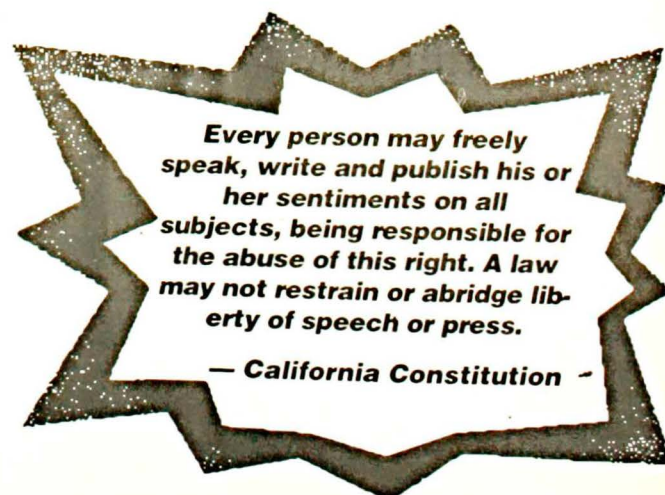 Every person may freely
speak, write and publish his or
her sentiments on all
subjects, being responsible for
the abuse of this right. A law
may not restrain or abridge lib-
erty of speech or press.
— California Constitution